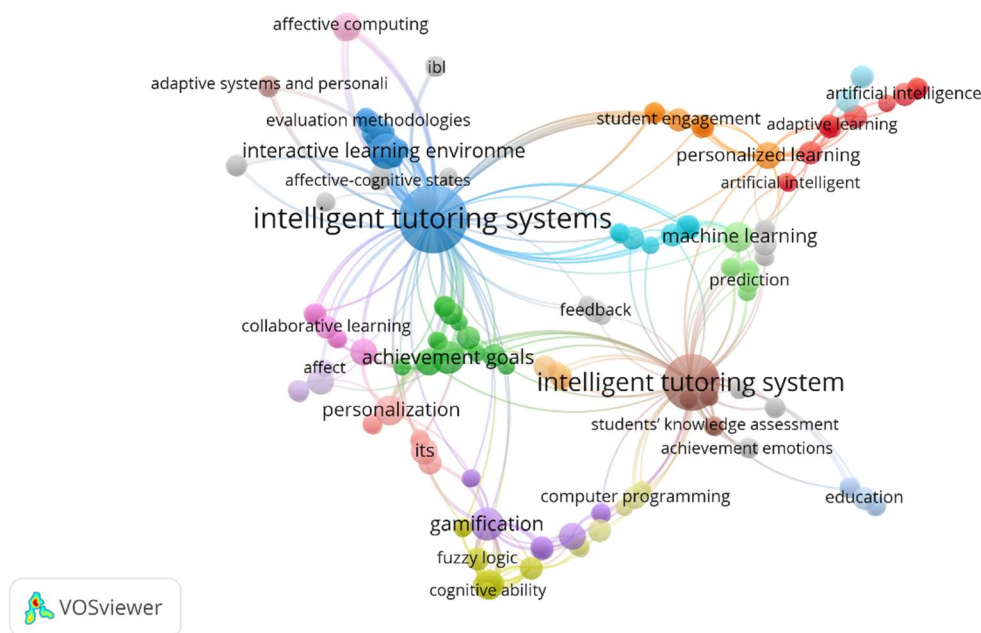 affective computing
ibl
adaptive systems and personali
artificial intelligence
evaluation methodologies
student engagement
adaptive learning
interactive learning environme
personalized learning
affective-cognitive states
artificial intelligent
intelligent tutoring systems
machine learning
prediction
feedback
collaborative learning
achievement goals
affect
intelligent tutoring system
personalization
students' knowledge assessment
its
achievement emotions
computer programming
education
gamification
fuzzy logic
cognitive ability
VOSviewer